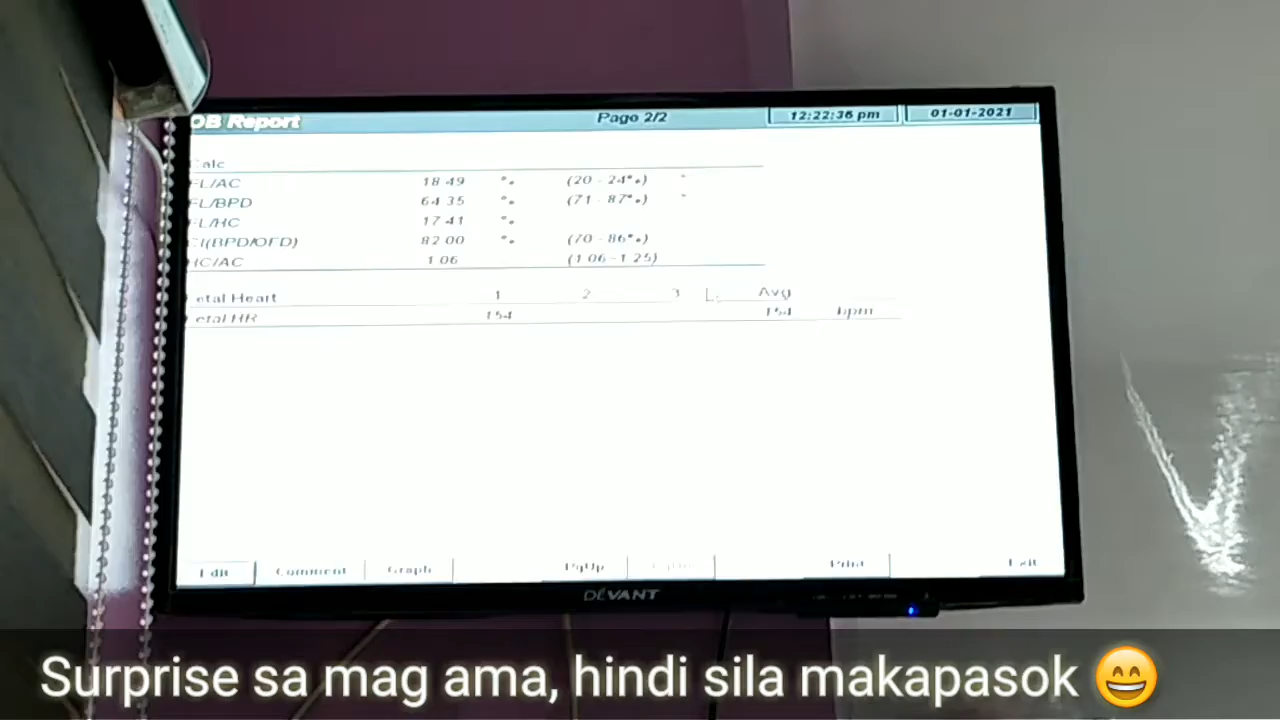 OB Report Page 2/2 12:22:36 pm 01-01-2021
Calc
FL/AC 18.49 % (20 - 24%) *
FL/BPD 64.35 % (71 - 87%) *
FL/HC 17.41 %
CI(BPD/OFD) 82.00 % (70 - 86%)
HC/AC 1.06 (1.06 - 1.25)
Fetal Heart 1 2 3 Avg
Fetal HR 154 154 bpm
Edit Comment Graph PgUp Print Exit
DEVANT
Surprise sa mag ama, hindi sila makapasok 😄